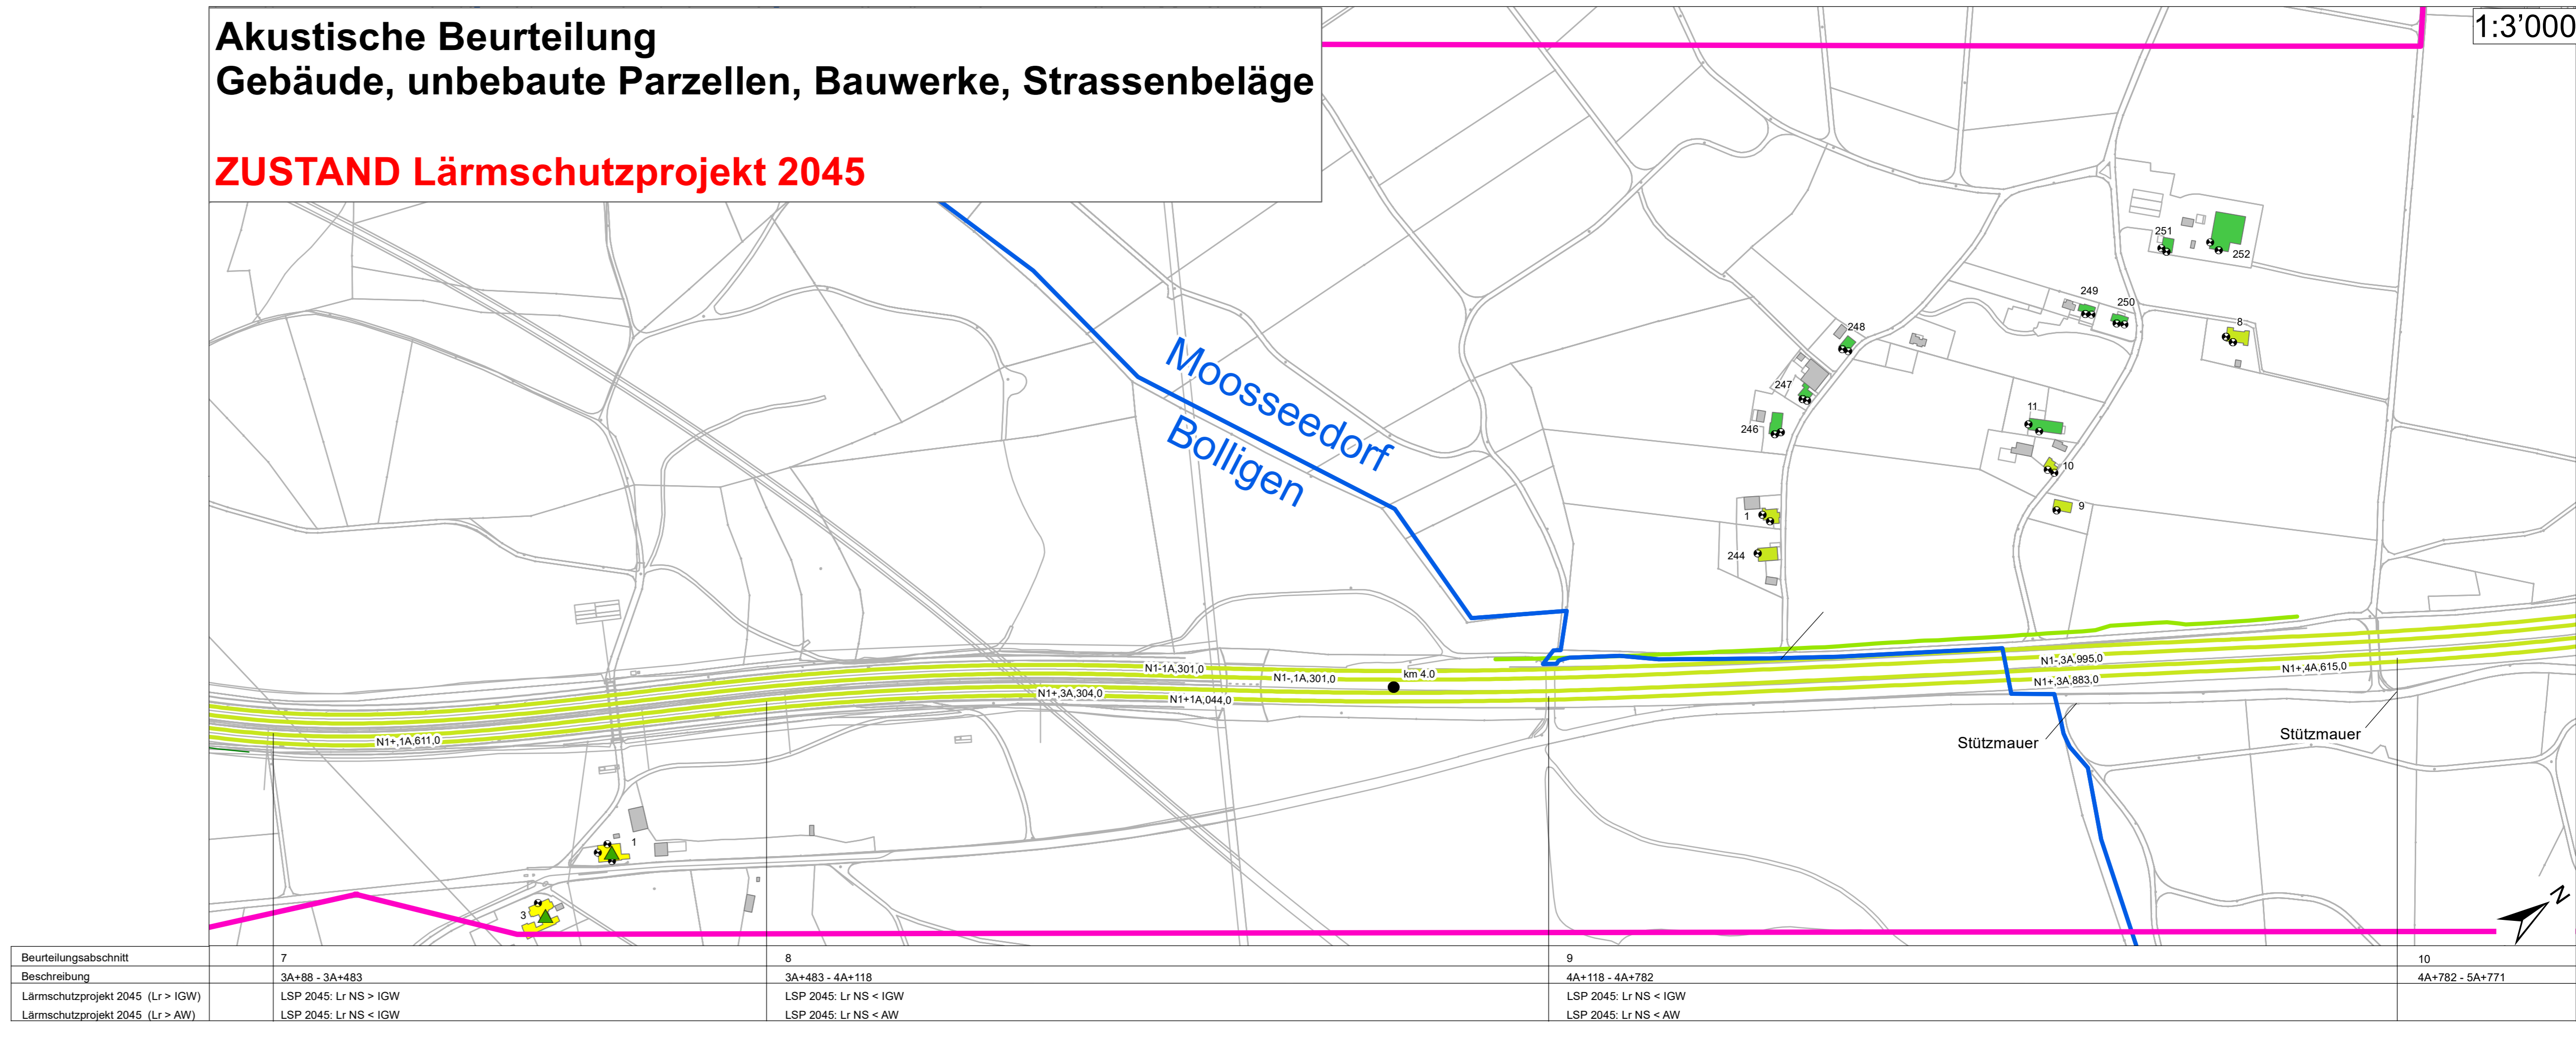 Akustische Beurteilung
Gebäude, unbebaute Parzellen, Bauwerke, Strassenbeläge
ZUSTAND Lärmschutzprojekt 2045
1:3’000
251
252
249
250
8
248
247
246
11
10
9
1
244
Moosseedorf
Bolligen
N1-1A,301,0
N1-,1A,301,0
km 4.0
N1-,3A,995,0
N1+,4A,615,0
N1+,3A,304,0
N1+1A,044,0
N1+,3A,883,0
N1+,1A,611,0
Stützmauer
Stützmauer
1
3
N
Beurteilungsabschnitt 7 8 9 10
Beschreibung 3A+88 - 3A+483 3A+483 - 4A+118 4A+118 - 4A+782 4A+782 - 5A+771
Lärmschutzprojekt 2045 (Lr > IGW) LSP 2045: Lr NS > IGW LSP 2045: Lr NS < IGW LSP 2045: Lr NS < IGW
Lärmschutzprojekt 2045 (Lr > AW) LSP 2045: Lr NS < IGW LSP 2045: Lr NS < AW LSP 2045: Lr NS < AW